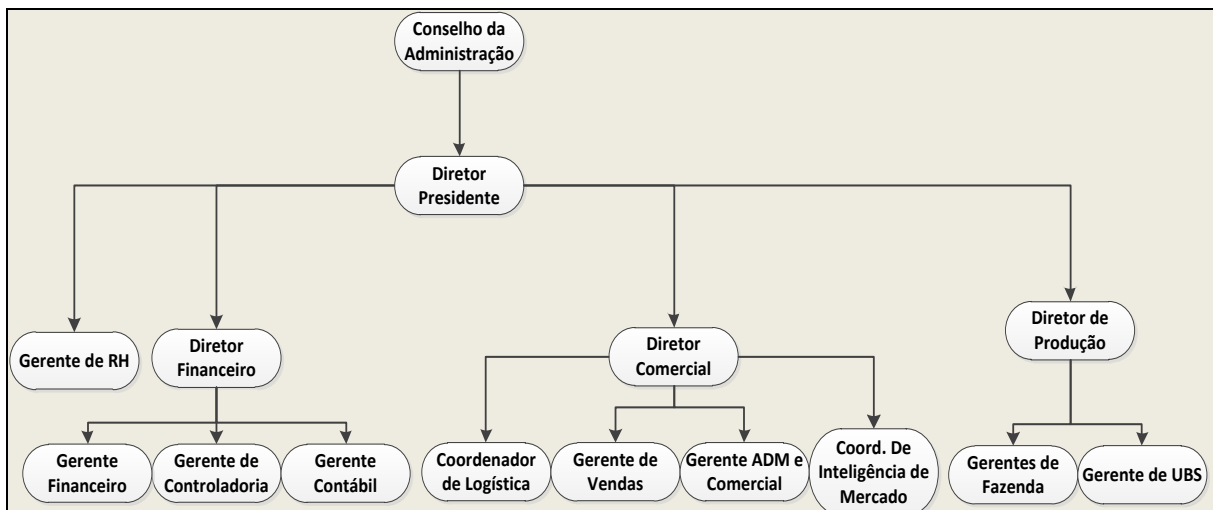 Conselho da
Administração
Diretor
Presidente
Gerente de RH
Diretor
Financeiro
Diretor
Comercial
Diretor de
Produção
Gerente
Financeiro
Gerente de
Controladoria
Gerente
Contábil
Coordenador
de Logística
Gerente de
Vendas
Gerente ADM e
Comercial
Coord. De
Inteligência de
Mercado
Gerentes de
Fazenda
Gerente de UBS